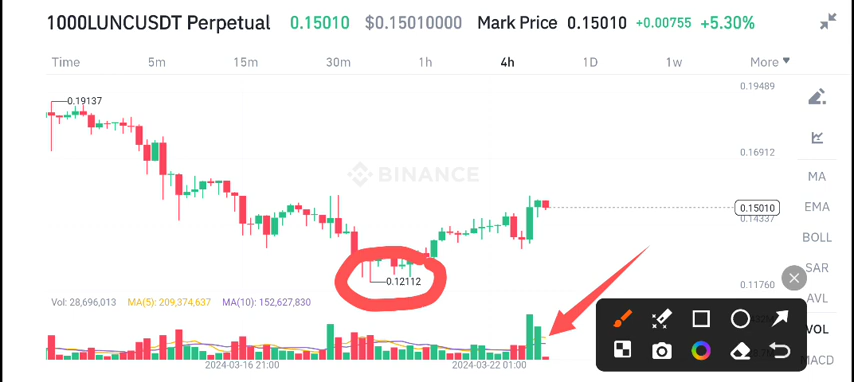 1000LUNCUSDT Perpetual 0.15010 $0.15010000 Mark Price 0.15010 +0.00755 +5.30%
Time 5m 15m 30m 1h 4h 1D 1w More
0.19489
0.19137
0.16912
BINANCE
MA
0.15010
EMA
0.14337
BOLL
SAR
0.12112
0.11760
AVL
Vol: 28,696,013 MA(5): 209,374,637 MA(10): 152,627,830
VOL
MACD
2024-03-16 21:00 2024-03-22 01:00